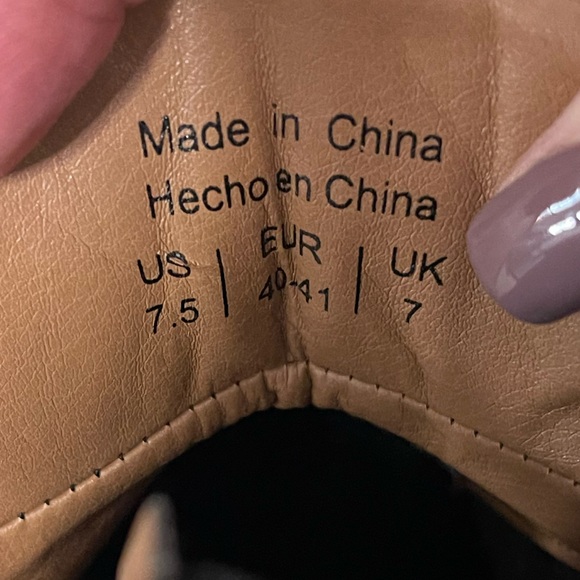 Made in China
Hecho en China
US | EUR | UK
7.5 | 40-41 | 7